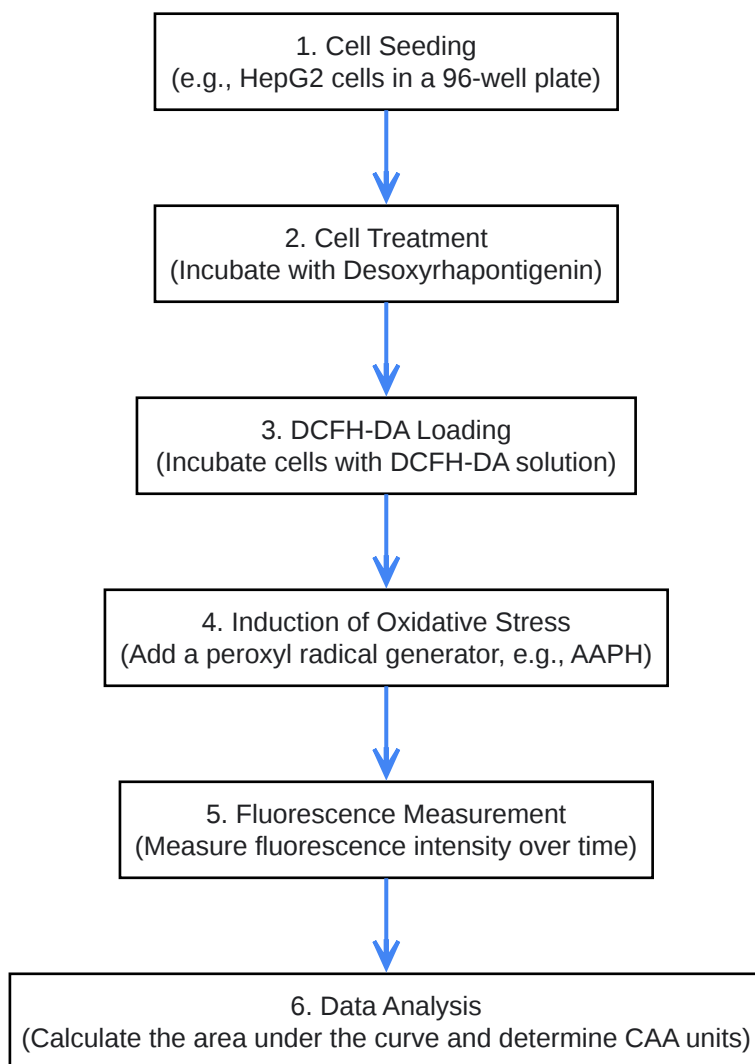 1. Cell Seeding
(e.g., HepG2 cells in a 96-well plate)
2. Cell Treatment
(Incubate with Desoxyrhapontigenin)
3. DCFH-DA Loading
(Incubate cells with DCFH-DA solution)
4. Induction of Oxidative Stress
(Add a peroxyl radical generator, e.g., AAPH)
5. Fluorescence Measurement
(Measure fluorescence intensity over time)
6. Data Analysis
(Calculate the area under the curve and determine CAA units)